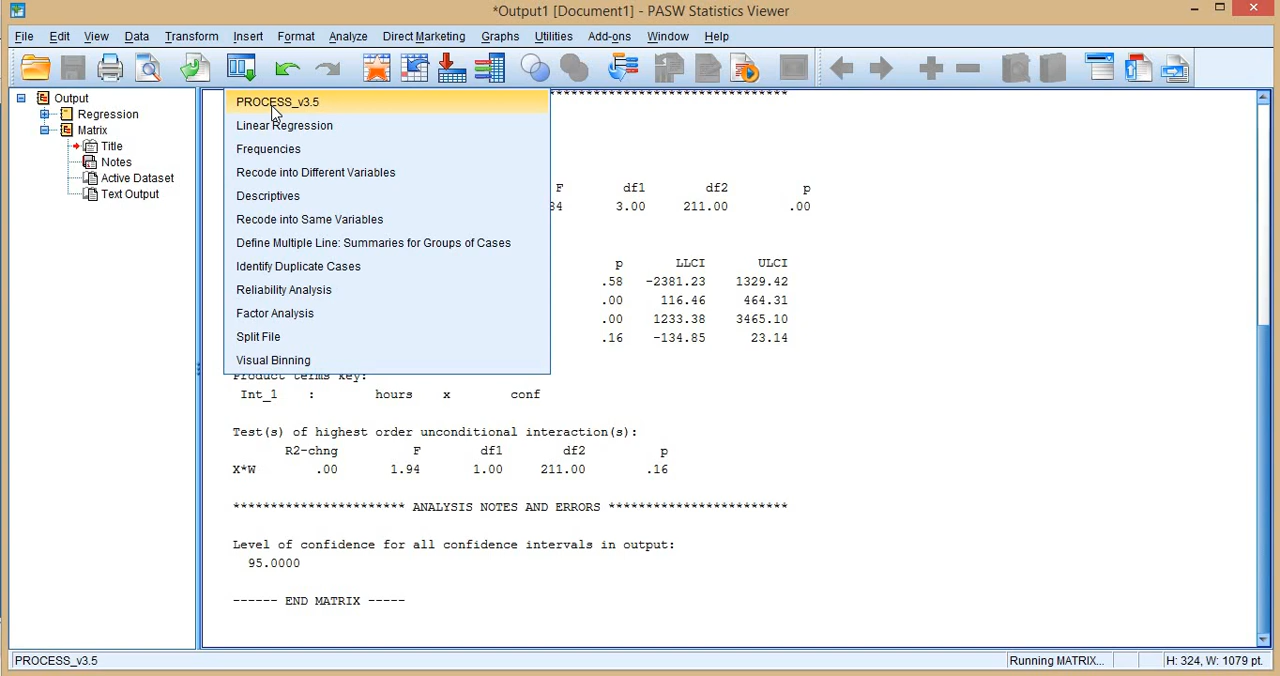 *Output1 [Document1] - PASW Statistics Viewer
File Edit View Data Transform Insert Format Analyze Direct Marketing Graphs Utilities Add-ons Window Help
Output
Regression
Matrix
Title
Notes
Active Dataset
Text Output
PROCESS_v3.5
Linear Regression
Frequencies
Recode into Different Variables
Descriptives
Recode into Same Variables
Define Multiple Line: Summaries for Groups of Cases
Identify Duplicate Cases
Reliability Analysis
Factor Analysis
Split File
Visual Binning
********************************
F df1 df2 p
84 3.00 211.00 .00
p LLCI ULCI
.58 -2381.23 1329.42
.00 116.46 464.31
.00 1233.38 3465.10
.16 -134.85 23.14
Product terms key:
Int_1 : hours x conf
Test(s) of highest order unconditional interaction(s):
R2-chng F df1 df2 p
X*W .00 1.94 1.00 211.00 .16
*********************** ANALYSIS NOTES AND ERRORS ************************
Level of confidence for all confidence intervals in output:
95.0000
------ END MATRIX -----
PROCESS_v3.5
Running MATRIX...
H: 324, W: 1079 pt.